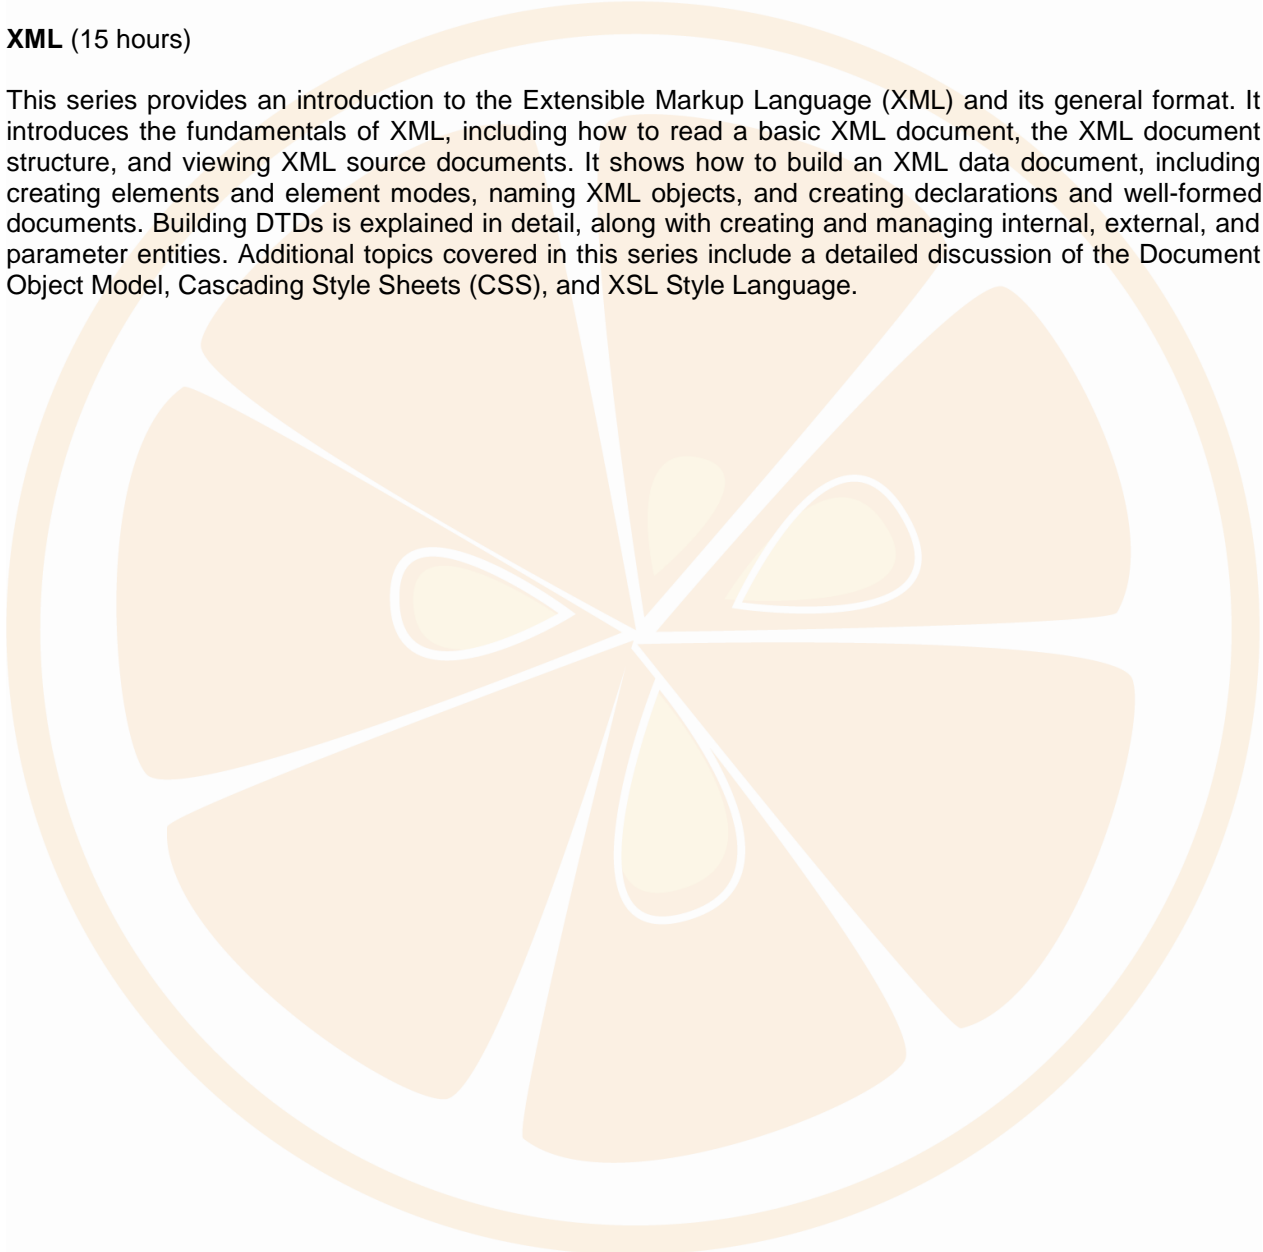 XML (15 hours)
This series provides an introduction to the Extensible Markup Language (XML) and its general format. It
introduces the fundamentals of XML, including how to read a basic XML document, the XML document
structure, and viewing XML source documents. It shows how to build an XML data document, including
creating elements and element modes, naming XML objects, and creating declarations and well-formed
documents. Building DTDs is explained in detail, along with creating and managing internal, external, and
parameter entities. Additional topics covered in this series include a detailed discussion of the Document
Object Model, Cascading Style Sheets (CSS), and XSL Style Language.